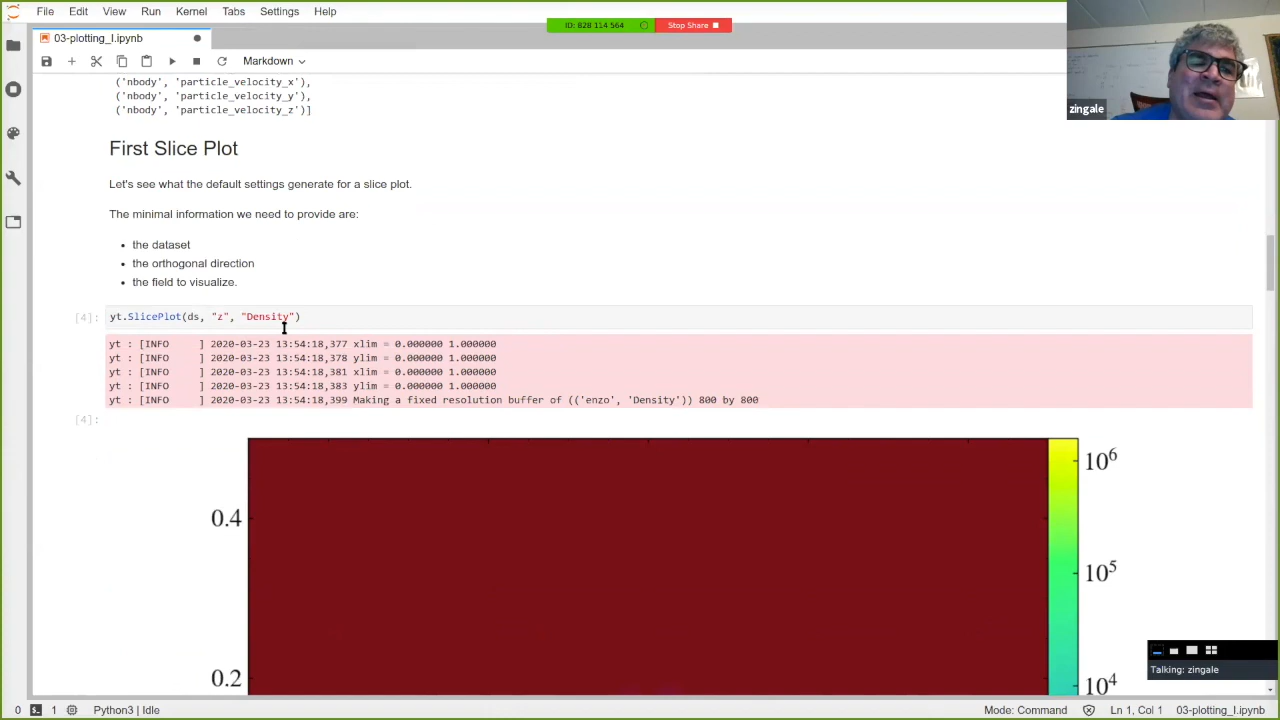 File Edit View Run Kernel Tabs Settings Help
ID: 828 114 564 Stop Share
03-plotting_I.ipynb
Markdown
zingale
('nbody', 'particle_velocity_x'),
('nbody', 'particle_velocity_y'),
('nbody', 'particle_velocity_z')]
First Slice Plot
Let's see what the default settings generate for a slice plot.
The minimal information we need to provide are:
• the dataset
• the orthogonal direction
• the field to visualize.
[4]: yt.SlicePlot(ds, "z", "Density")
yt : [INFO     ] 2020-03-23 13:54:18,377 xlim = 0.000000 1.000000
yt : [INFO     ] 2020-03-23 13:54:18,378 ylim = 0.000000 1.000000
yt : [INFO     ] 2020-03-23 13:54:18,381 xlim = 0.000000 1.000000
yt : [INFO     ] 2020-03-23 13:54:18,383 ylim = 0.000000 1.000000
yt : [INFO     ] 2020-03-23 13:54:18,399 Making a fixed resolution buffer of (('enzo', 'Density')) 800 by 800
[4]:
10⁶
0.4
10⁵
0.2
10⁴
Talking: zingale
0 1 Python3 | Idle Mode: Command Ln 1, Col 1 03-plotting_I.ipynb